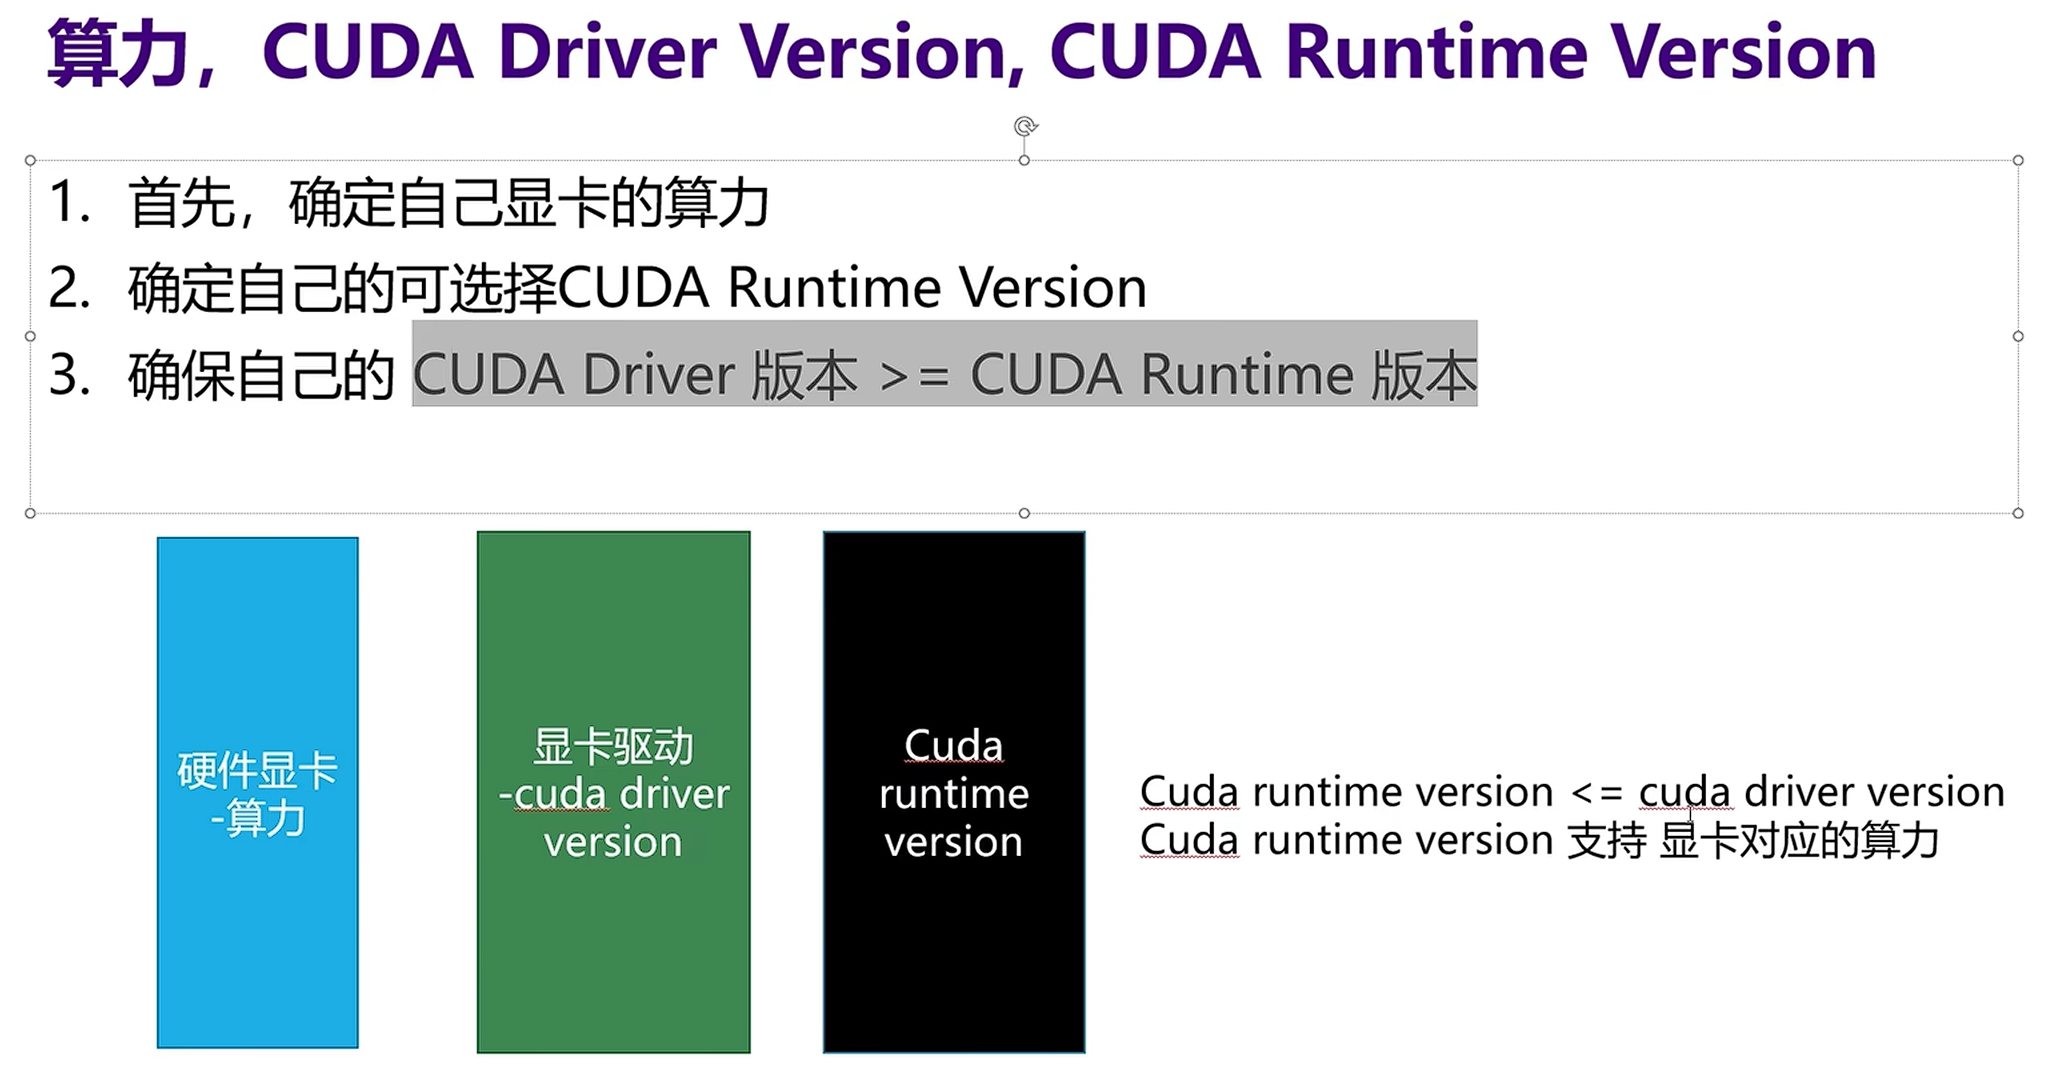 算力，CUDA Driver Version, CUDA Runtime Version
1. 首先，确定自己显卡的算力
2. 确定自己的可选择CUDA Runtime Version
3. 确保自己的 CUDA Driver 版本 >= CUDA Runtime 版本
硬件显卡
-算力
显卡驱动
-cuda driver
version
Cuda
runtime
version
Cuda runtime version <= cuda driver version
Cuda runtime version 支持 显卡对应的算力